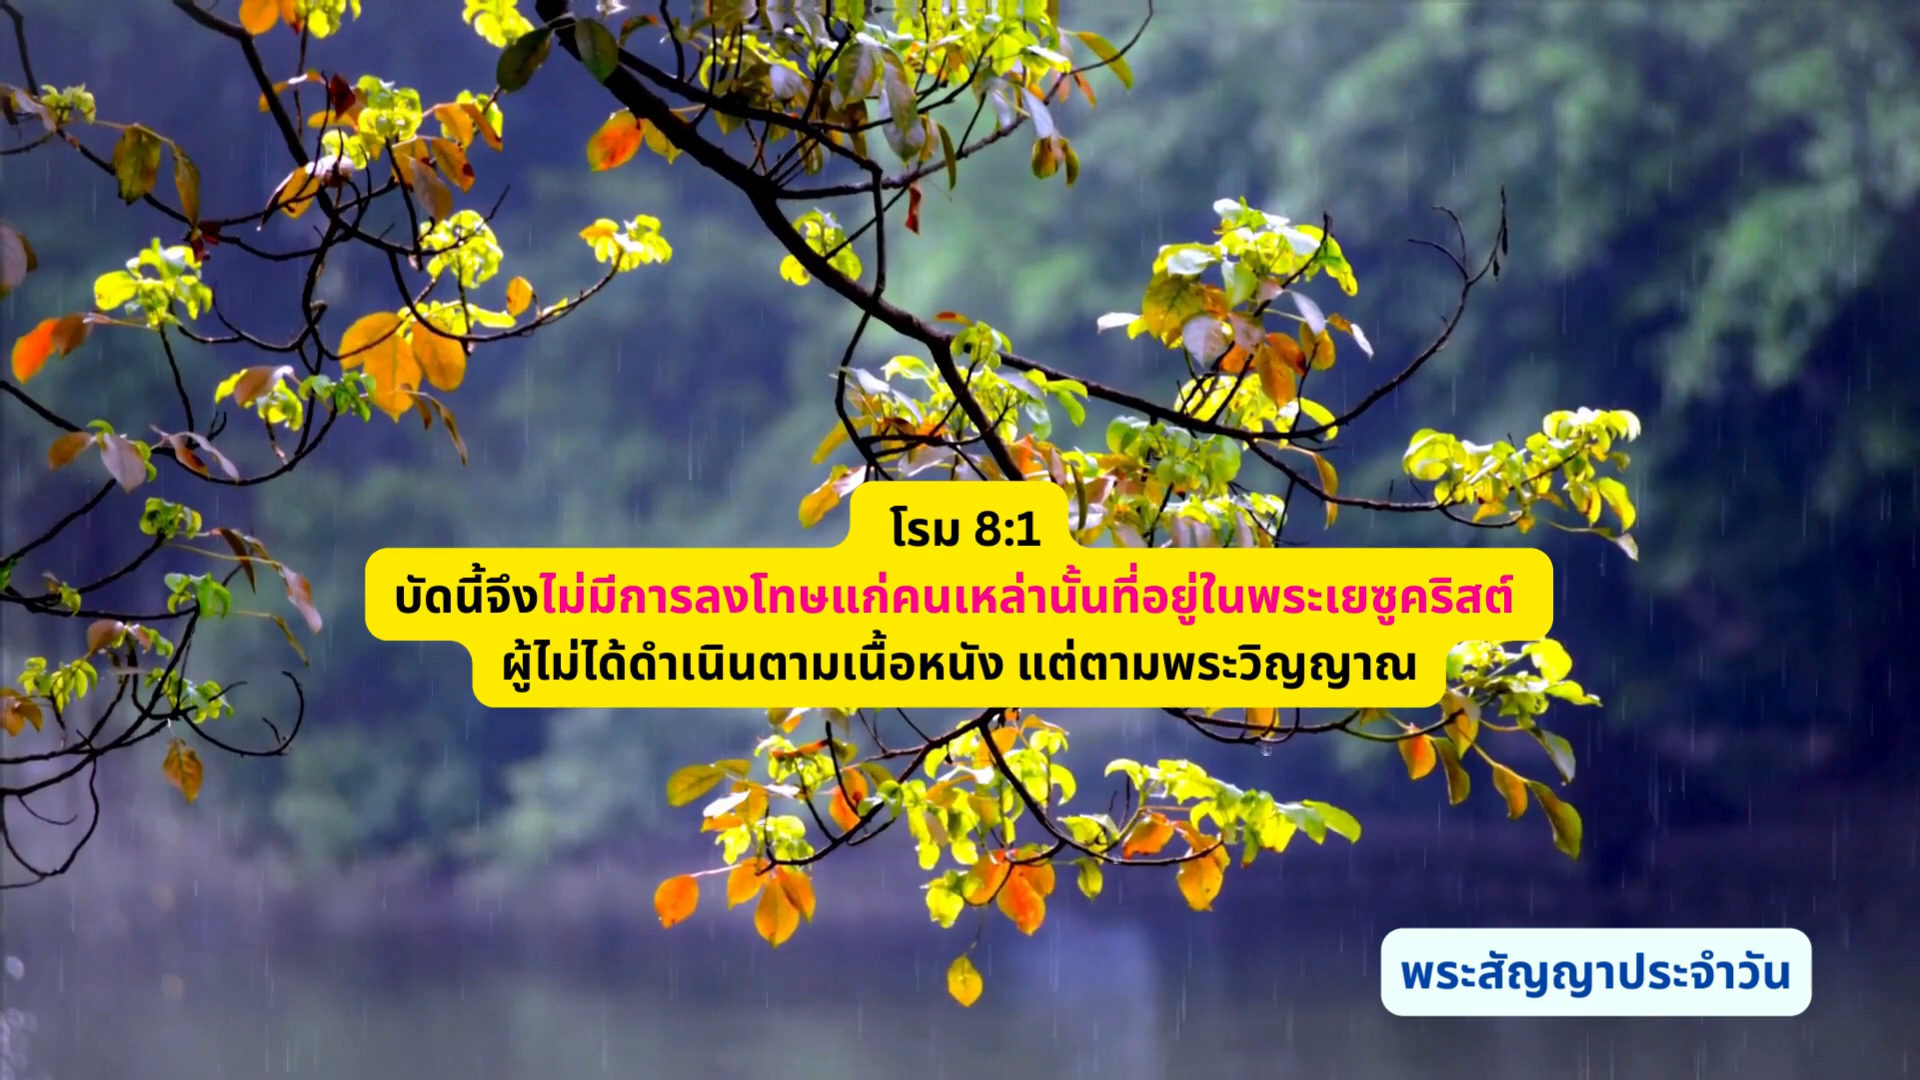 โรม 8:1
บัดนี้จึงไม่มีการลงโทษแก่คนเหล่านั้นที่อยู่ในพระเยซูคริสต์
ผู้ไม่ได้ดำเนินตามเนื้อหนัง แต่ตามพระวิญญาณ
พระสัญญาประจำวัน